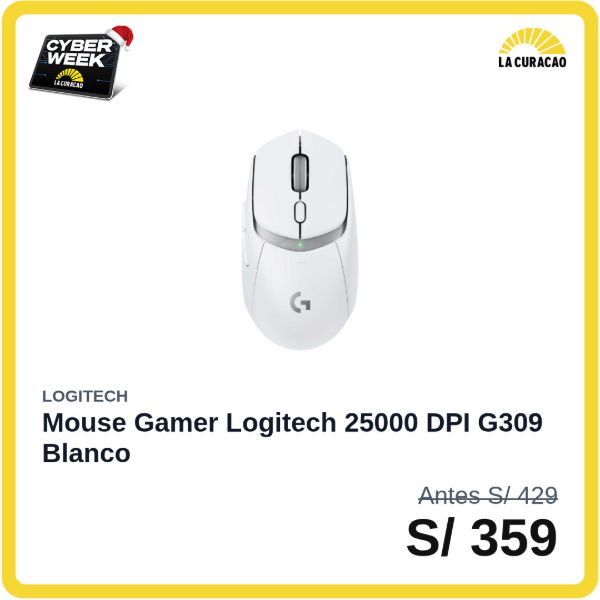 CYBER
WEEK
LA CURACAO
LA CURACAO
G
LOGITECH
Mouse Gamer Logitech 25000 DPI G309
Blanco
Antes S/ 429
S/ 359